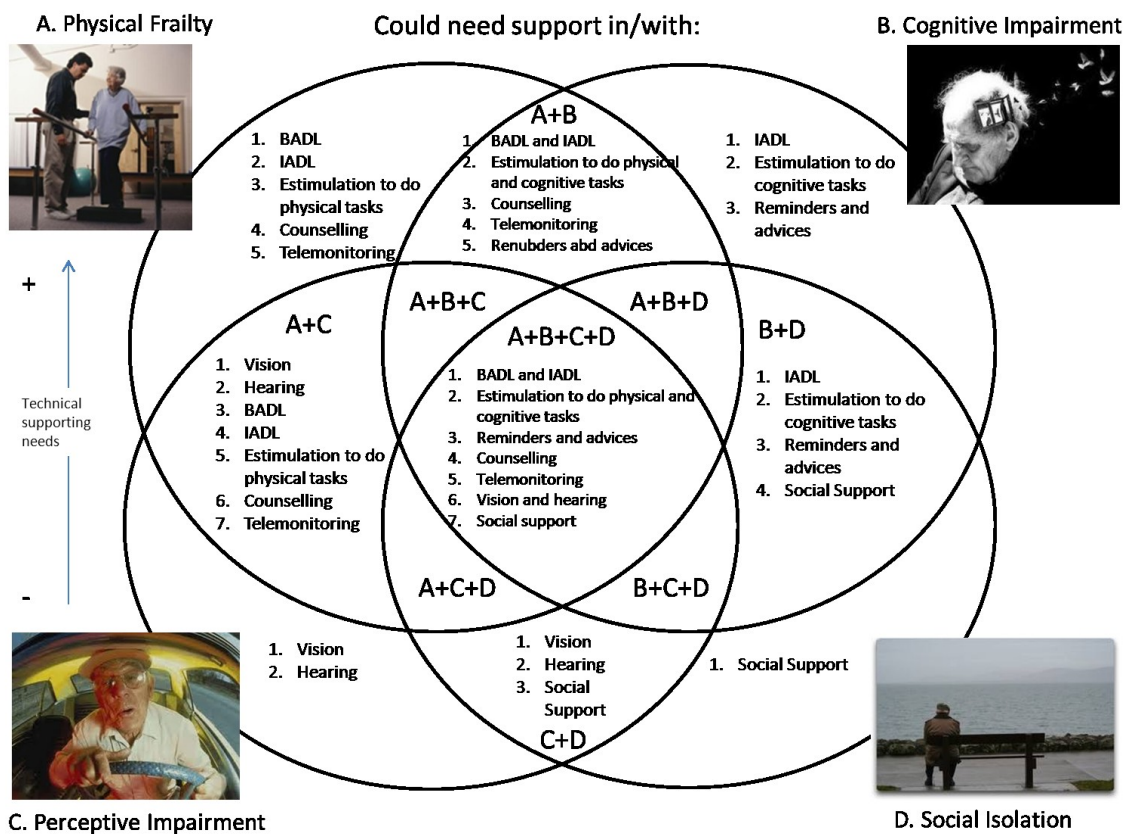 A. Physical Frailty
Could need support in/with:
B. Cognitive Impairment
1. BADL
2. IADL
3. Estimulation to do
physical tasks
4. Counselling
5. Telemonitoring
A+B
1. BADL and IADL
2. Estimulation to do physical
and cognitive tasks
3. Counselling
4. Telemonitoring
5. Renubders abd advices
1. IADL
2. Estimulation to do
cognitive tasks
3. Reminders and
advices
+
Technical
supporting
needs
-
A+C
1. Vision
2. Hearing
3. BADL
4. IADL
5. Estimulation to do
physical tasks
6. Counselling
7. Telemonitoring
A+B+C
A+B+D
A+B+C+D
1. BADL and IADL
2. Estimulation to do physical and
cognitive tasks
3. Reminders and advices
4. Counselling
5. Telemonitoring
6. Vision and hearing
7. Social support
B+D
1. IADL
2. Estimulation to do
cognitive tasks
3. Reminders and
advices
4. Social Support
A+C+D
B+C+D
1. Vision
2. Hearing
1. Vision
2. Hearing
3. Social
Support
C+D
1. Social Support
C. Perceptive Impairment
D. Social Isolation